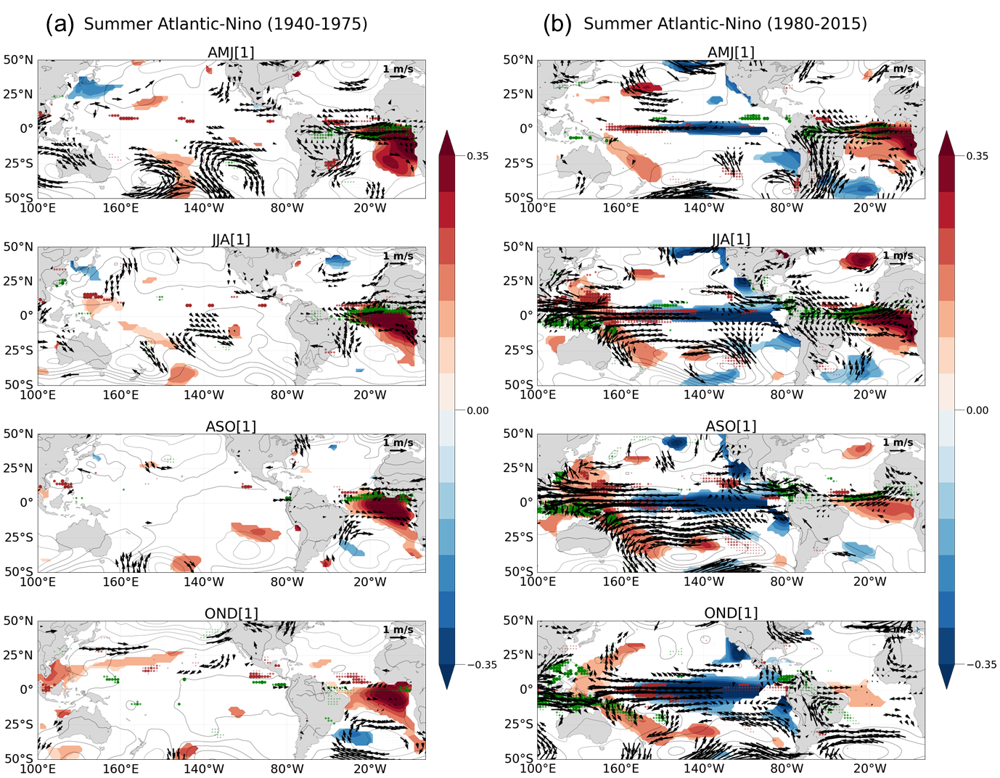 (a) Summer Atlantic-Nino (1940-1975)
AMJ[1]
50°N
25°N
0°
25°S
50°S
1 m/s
100°E 160°E 140°W 80°W 20°W
JJA[1]
50°N
25°N
0°
25°S
50°S
1 m/s
100°E 160°E 140°W 80°W 20°W
ASO[1]
50°N
25°N
0°
25°S
50°S
1 m/s
100°E 160°E 140°W 80°W 20°W
OND[1]
50°N
25°N
0°
25°S
50°S
1 m/s
100°E 160°E 140°W 80°W 20°W
0.35
0.00
−0.35
(b) Summer Atlantic-Nino (1980-2015)
AMJ[1]
50°N
25°N
0°
25°S
50°S
1 m/s
100°E 160°E 140°W 80°W 20°W
JJA[1]
50°N
25°N
0°
25°S
50°S
1 m/s
100°E 160°E 140°W 80°W 20°W
ASO[1]
50°N
25°N
0°
25°S
50°S
1 m/s
100°E 160°E 140°W 80°W 20°W
OND[1]
50°N
25°N
0°
25°S
50°S
m/s
100°E 160°E 140°W 80°W 20°W
0.35
0.00
−0.35